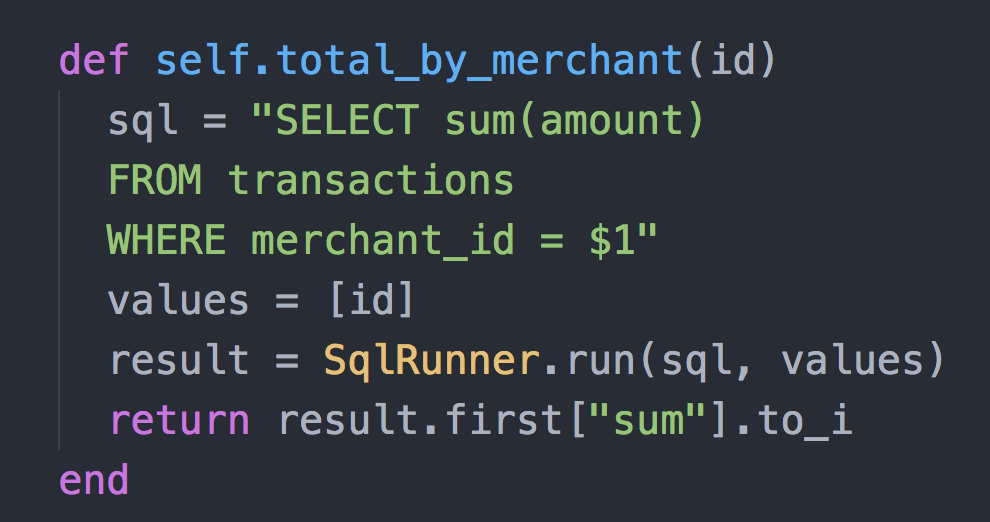 def self.total_by_merchant(id)
  sql = "SELECT sum(amount)
  FROM transactions
  WHERE merchant_id = $1"
  values = [id]
  result = SqlRunner.run(sql, values)
  return result.first["sum"].to_i
end